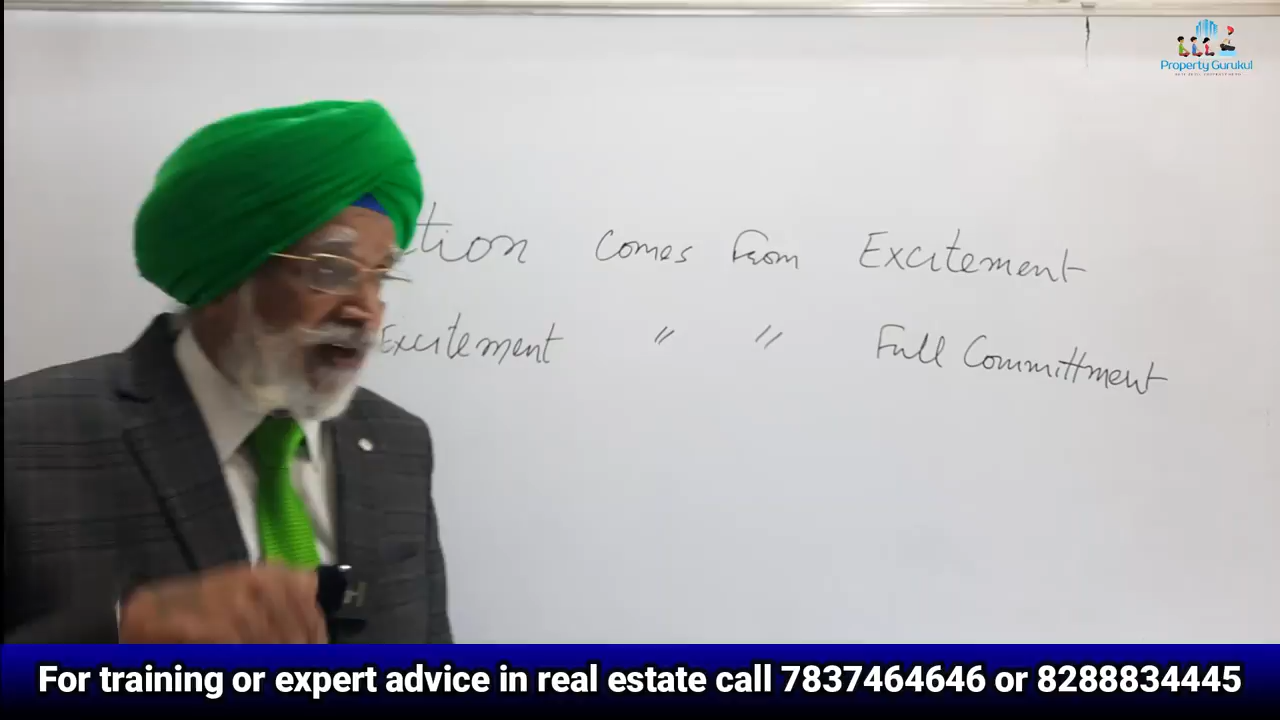 Property Gurukul
tion comes from Excitement
Excitement " " Full Committment
For training or expert advice in real estate call 7837464646 or 8288834445